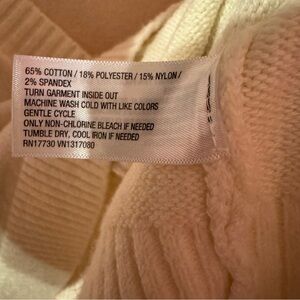 65% COTTON / 18% POLYESTER / 15% NYLON /
2% SPANDEX
TURN GARMENT INSIDE OUT
MACHINE WASH COLD WITH LIKE COLORS
GENTLE CYCLE
ONLY NON-CHLORINE BLEACH IF NEEDED
TUMBLE DRY, COOL IRON IF NEEDED
RN17730 VN1317080